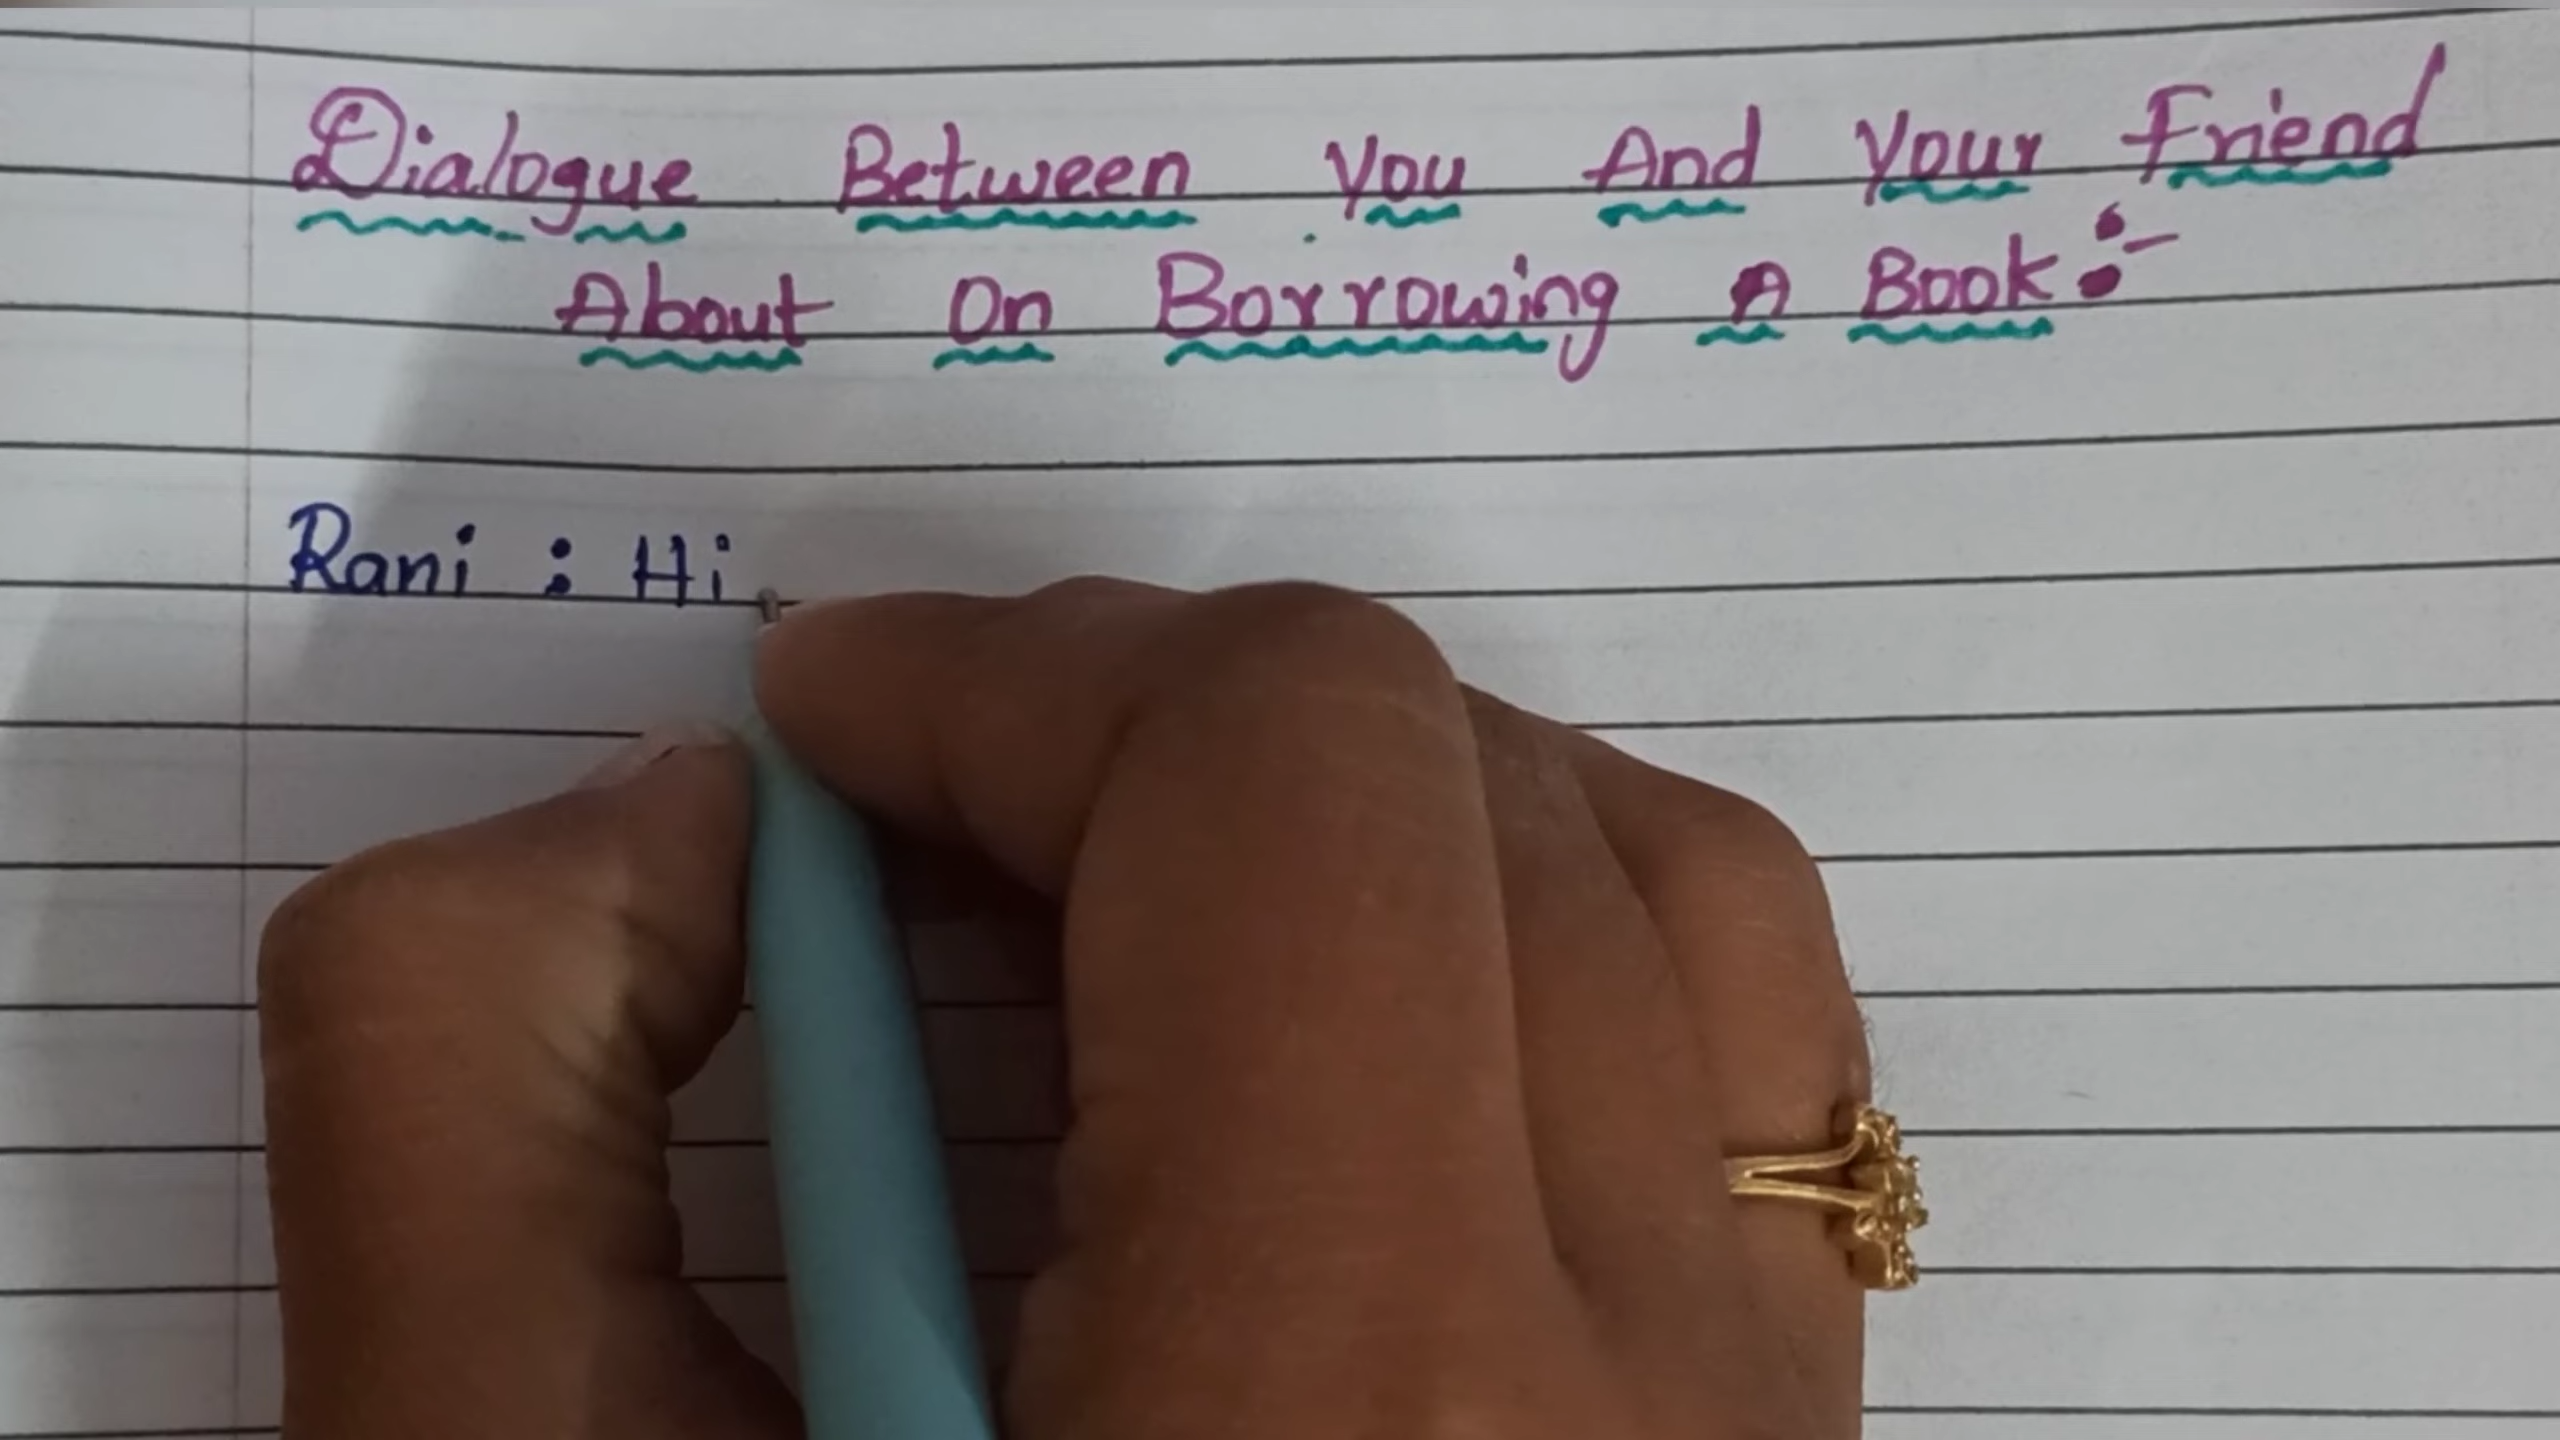 Dialogue Between You And Your Friend
About On Borrowing A Book:-
Rani : Hi